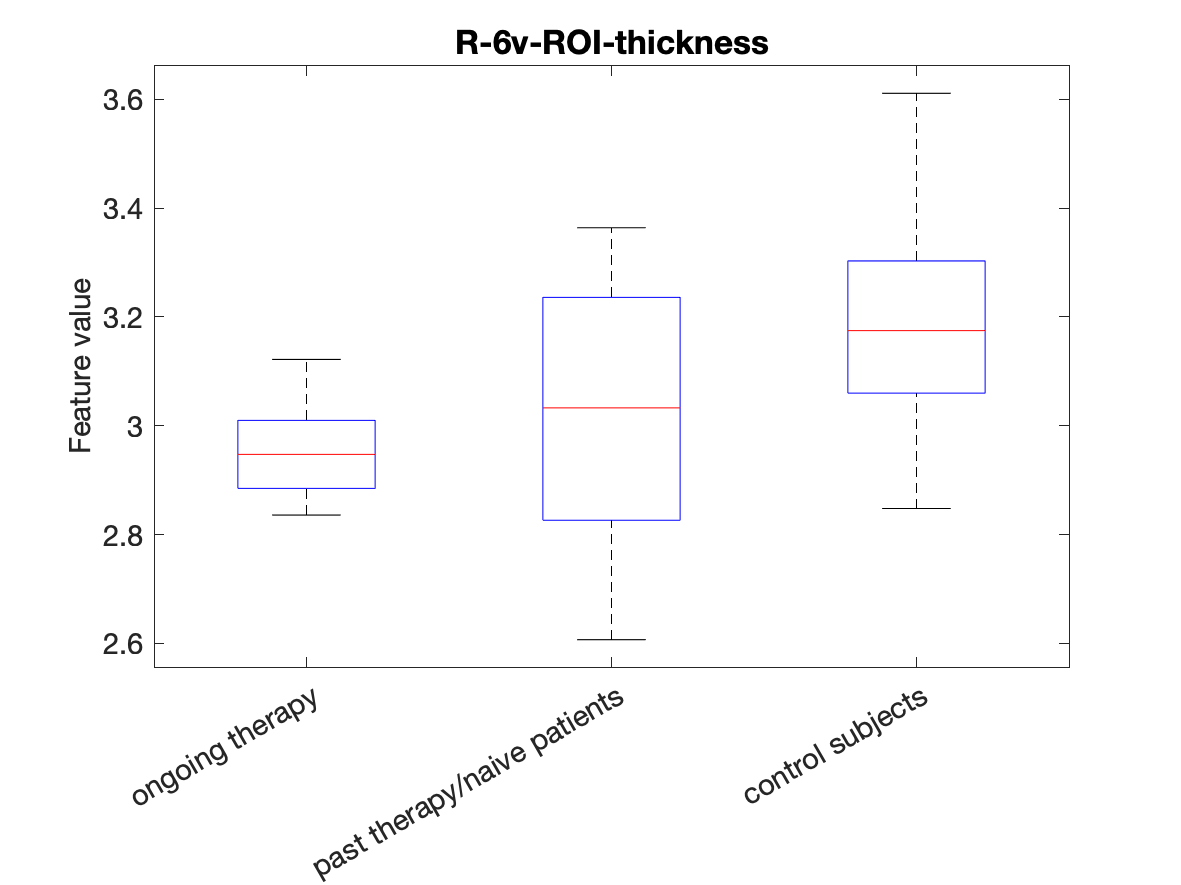 R-6v-ROI-thickness
Feature value
3.6
3.4
3.2
3
2.8
2.6
ongoing therapy
past therapy/naive patients
control subjects